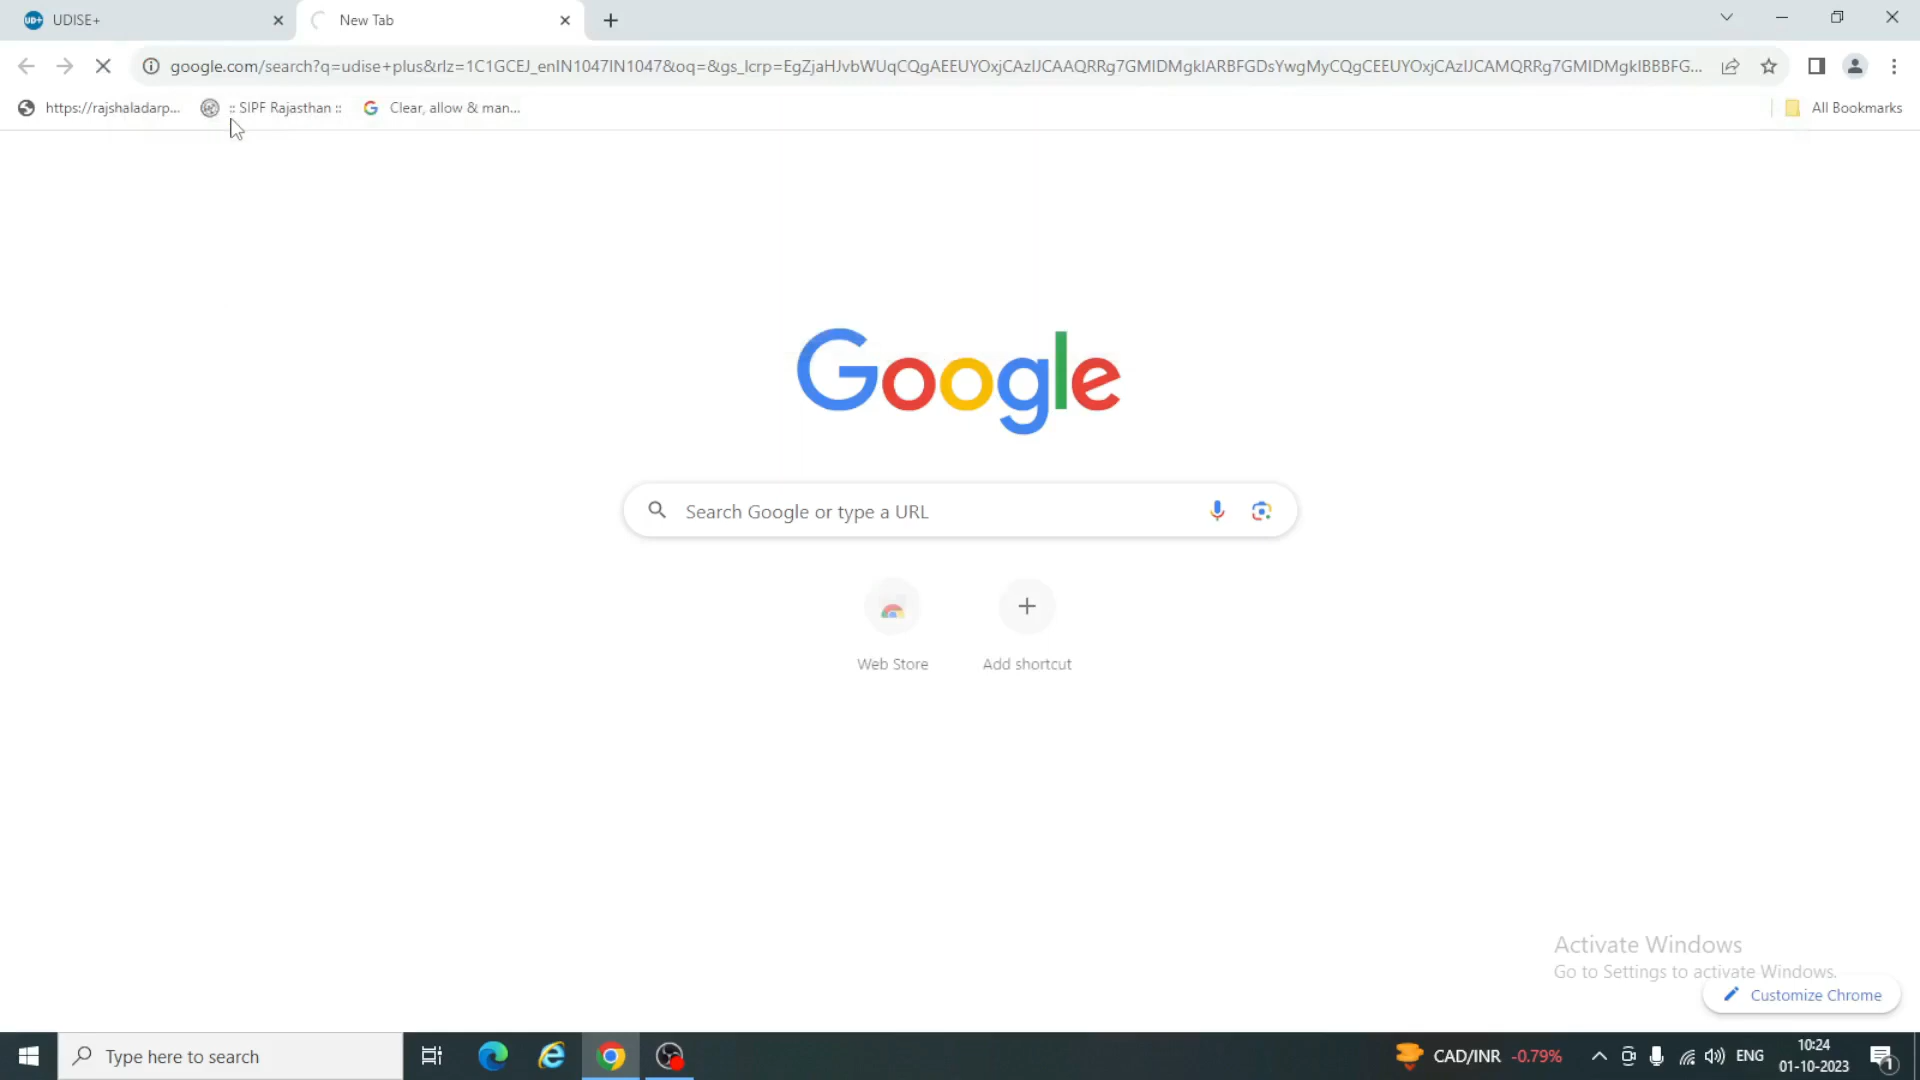 UDISE+
New Tab
google.com/search?q=udise+plus&rlz=1C1GCEJ_enIN1047IN1047&oq=&gs_lcrp=EgZjaHJvbWUqCQgAEEUYOxjCAzIJCAAQRRg7GMIDMgkIARBFGDsYwgMyCQgCEEUYOxjCAzIJCAMQRRg7GMIDMgkIBBBFG...
https://rajshaladarp...
:: SIPF Rajasthan ::
Clear, allow & man...
All Bookmarks
Google
Search Google or type a URL
Web Store
Add shortcut
Activate Windows
Go to Settings to activate Windows.
Customize Chrome
Type here to search
CAD/INR -0.79%
ENG
10:24
01-10-2023
1